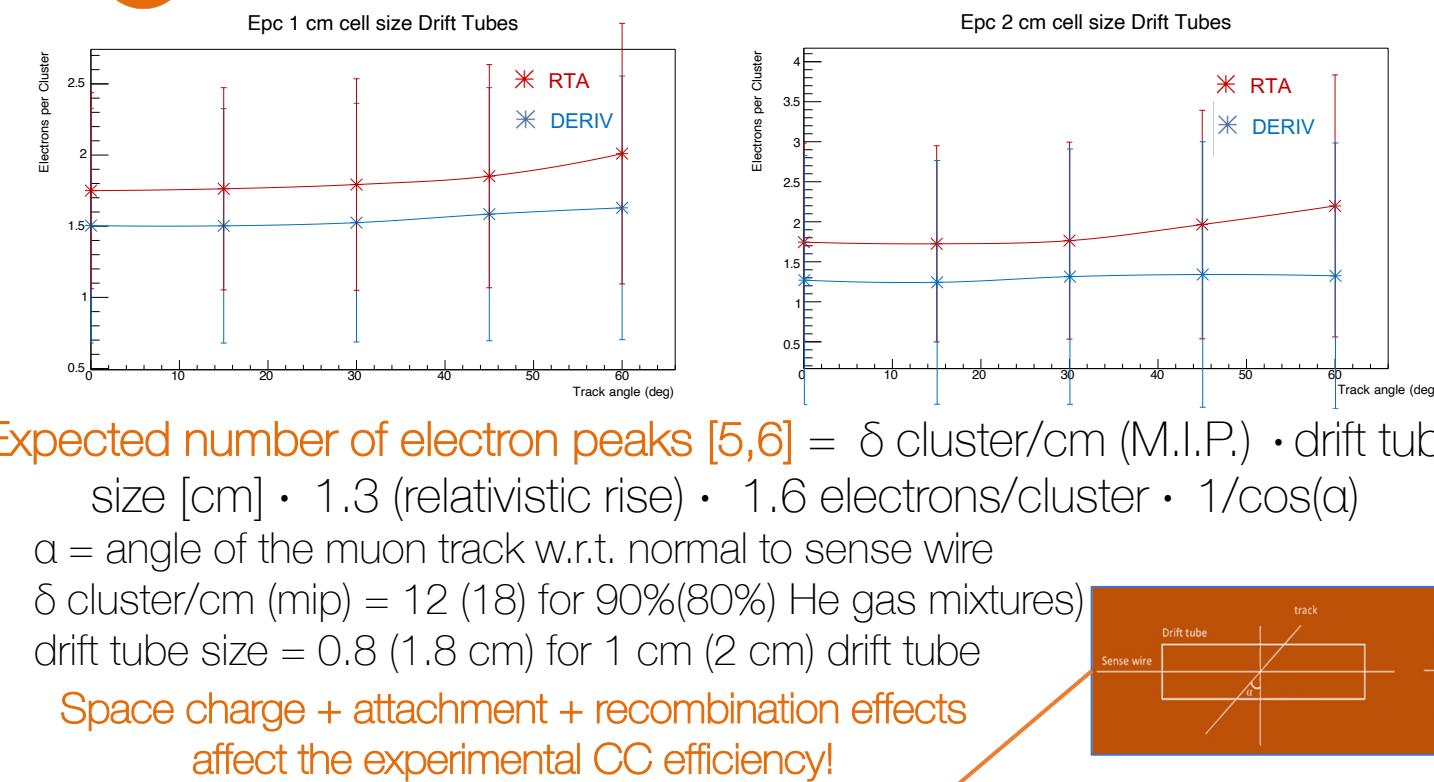 Epc 1 cm cell size Drift Tubes
Electrons per Cluster
2.5
2
1.5
1
0.5
RTA
DERIV
0 10 20 30 40 50 60
Track angle (deg)
Epc 2 cm cell size Drift Tubes
Electrons per Cluster
4
3.5
3
2.5
2
1.5
1
0.5
RTA
DERIV
0 10 20 30 40 50 60
Track angle (deg
Expected number of electron peaks [5,6] = δ cluster/cm (M.I.P.) · drift tub
size [cm] · 1.3 (relativistic rise) · 1.6 electrons/cluster · 1/cos(α)
α = angle of the muon track w.r.t. normal to sense wire
δ cluster/cm (mip) = 12 (18) for 90%(80%) He gas mixtures)
drift tube size = 0.8 (1.8 cm) for 1 cm (2 cm) drift tube
Space charge + attachment + recombination effects
affect the experimental CC efficiency!
track
Drift tube
Sense wire
α